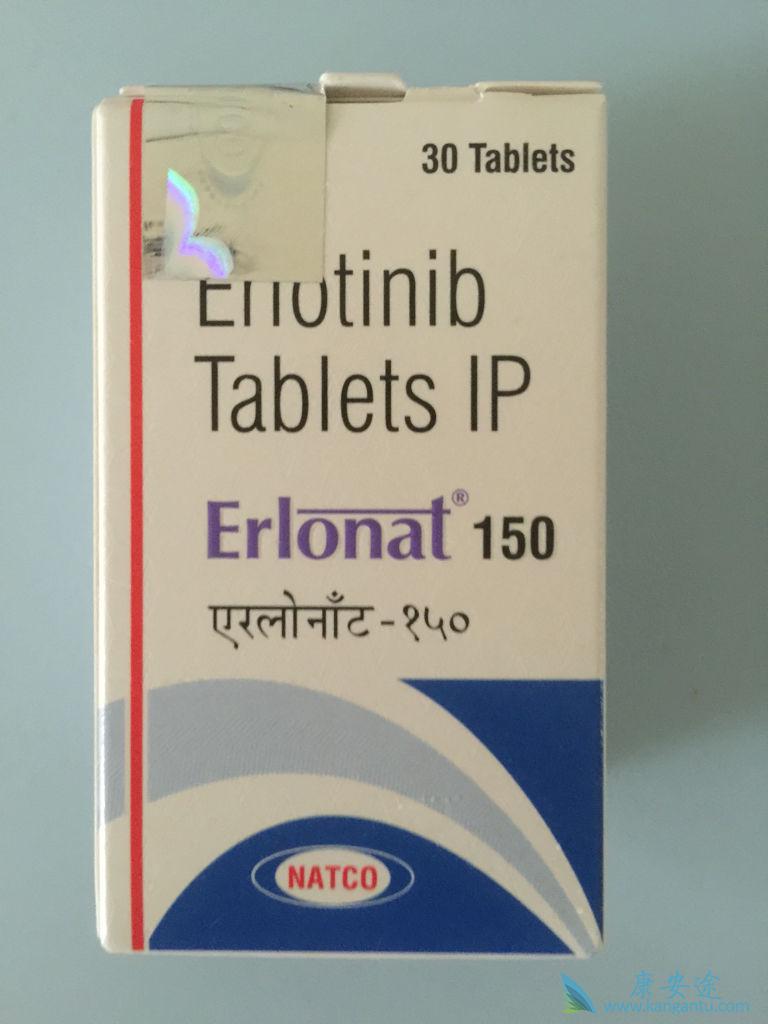 30 Tablets
Erlotinib
Tablets IP
Erlonat® 150
एरलोनाँट-१५०
NATCO
康安途
www.kangantu.com